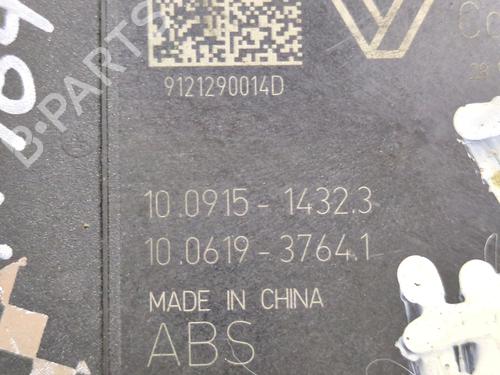 B-PARTS
9121290014D
10.0915-1432.3
10.0619-3764.1
MADE IN CHINA
ABS